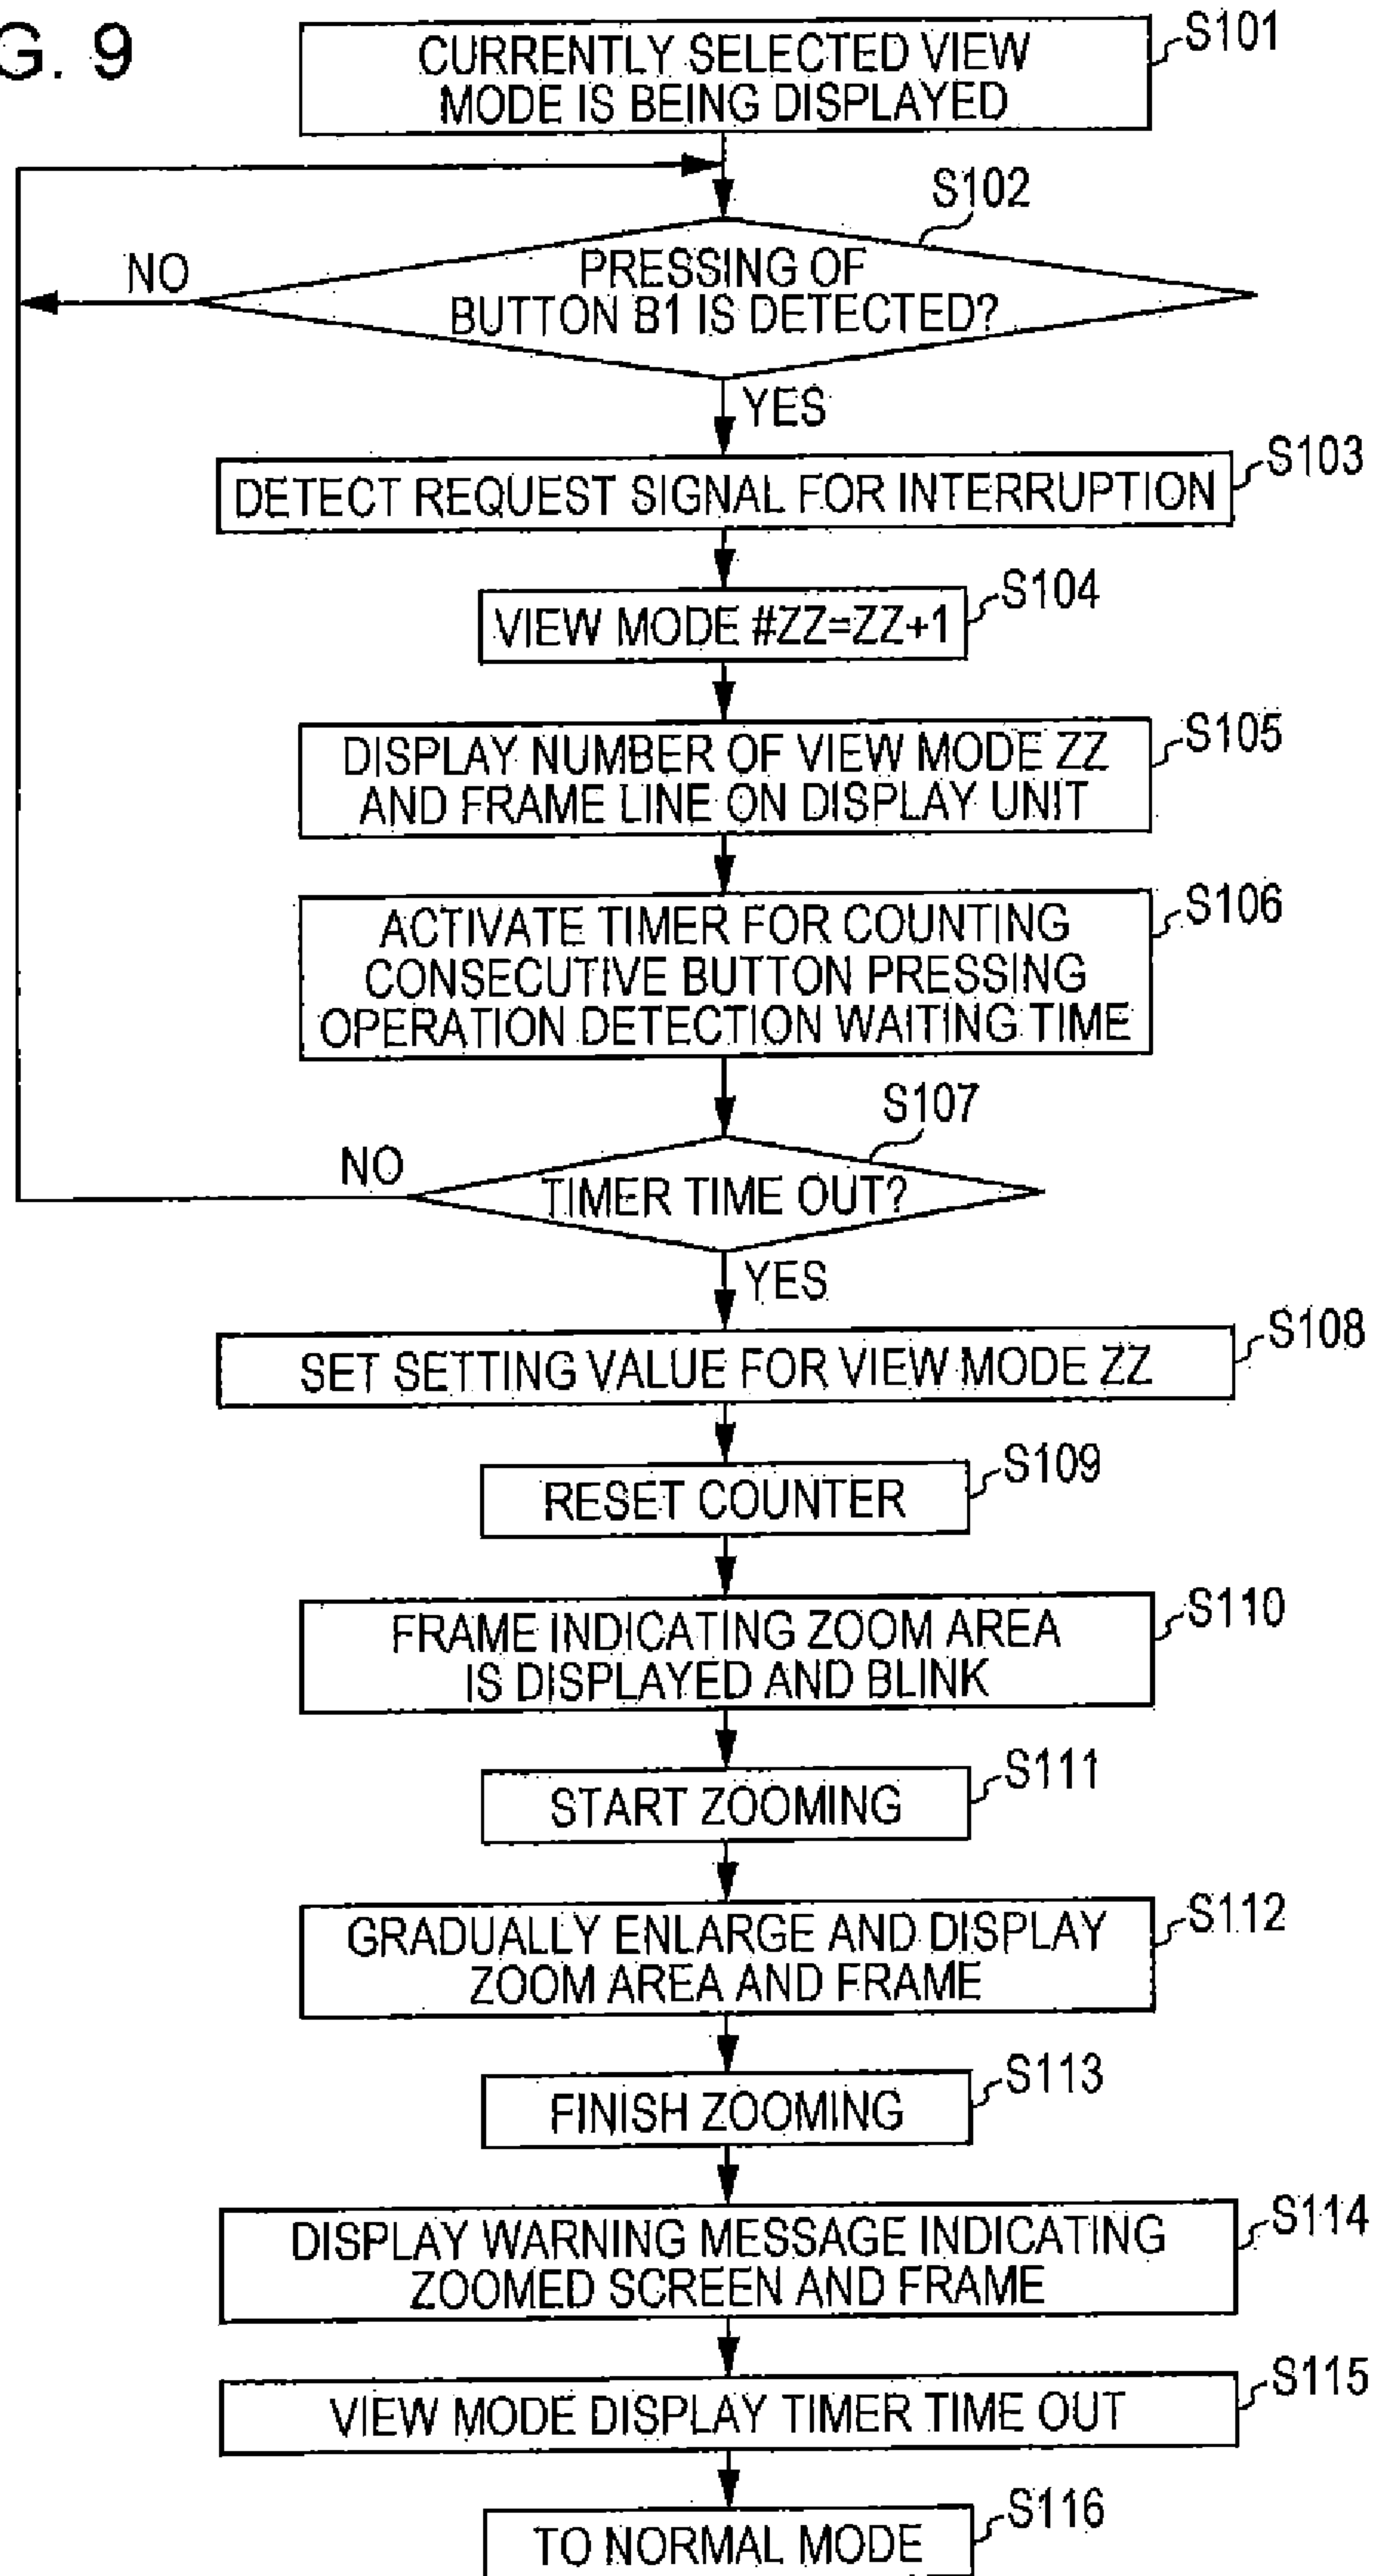 G. 9
CURRENTLY SELECTED VIEW
MODE IS BEING DISPLAYED
S101
S102
PRESSING OF
BUTTON B1 IS DETECTED?
NO
YES
S103
DETECT REQUEST SIGNAL FOR INTERRUPTION
S104
VIEW MODE #ZZ=ZZ+1
S105
DISPLAY NUMBER OF VIEW MODE ZZ
AND FRAME LINE ON DISPLAY UNIT
S106
ACTIVATE TIMER FOR COUNTING
CONSECUTIVE BUTTON PRESSING
OPERATION DETECTION WAITING TIME
S107
NO
TIMER TIME OUT?
YES
S108
SET SETTING VALUE FOR VIEW MODE ZZ
S109
RESET COUNTER
S110
FRAME INDICATING ZOOM AREA
IS DISPLAYED AND BLINK
S111
START ZOOMING
S112
GRADUALLY ENLARGE AND DISPLAY
ZOOM AREA AND FRAME
S113
FINISH ZOOMING
S114
DISPLAY WARNING MESSAGE INDICATING
ZOOMED SCREEN AND FRAME
S115
VIEW MODE DISPLAY TIMER TIME OUT
S116
TO NORMAL MODE